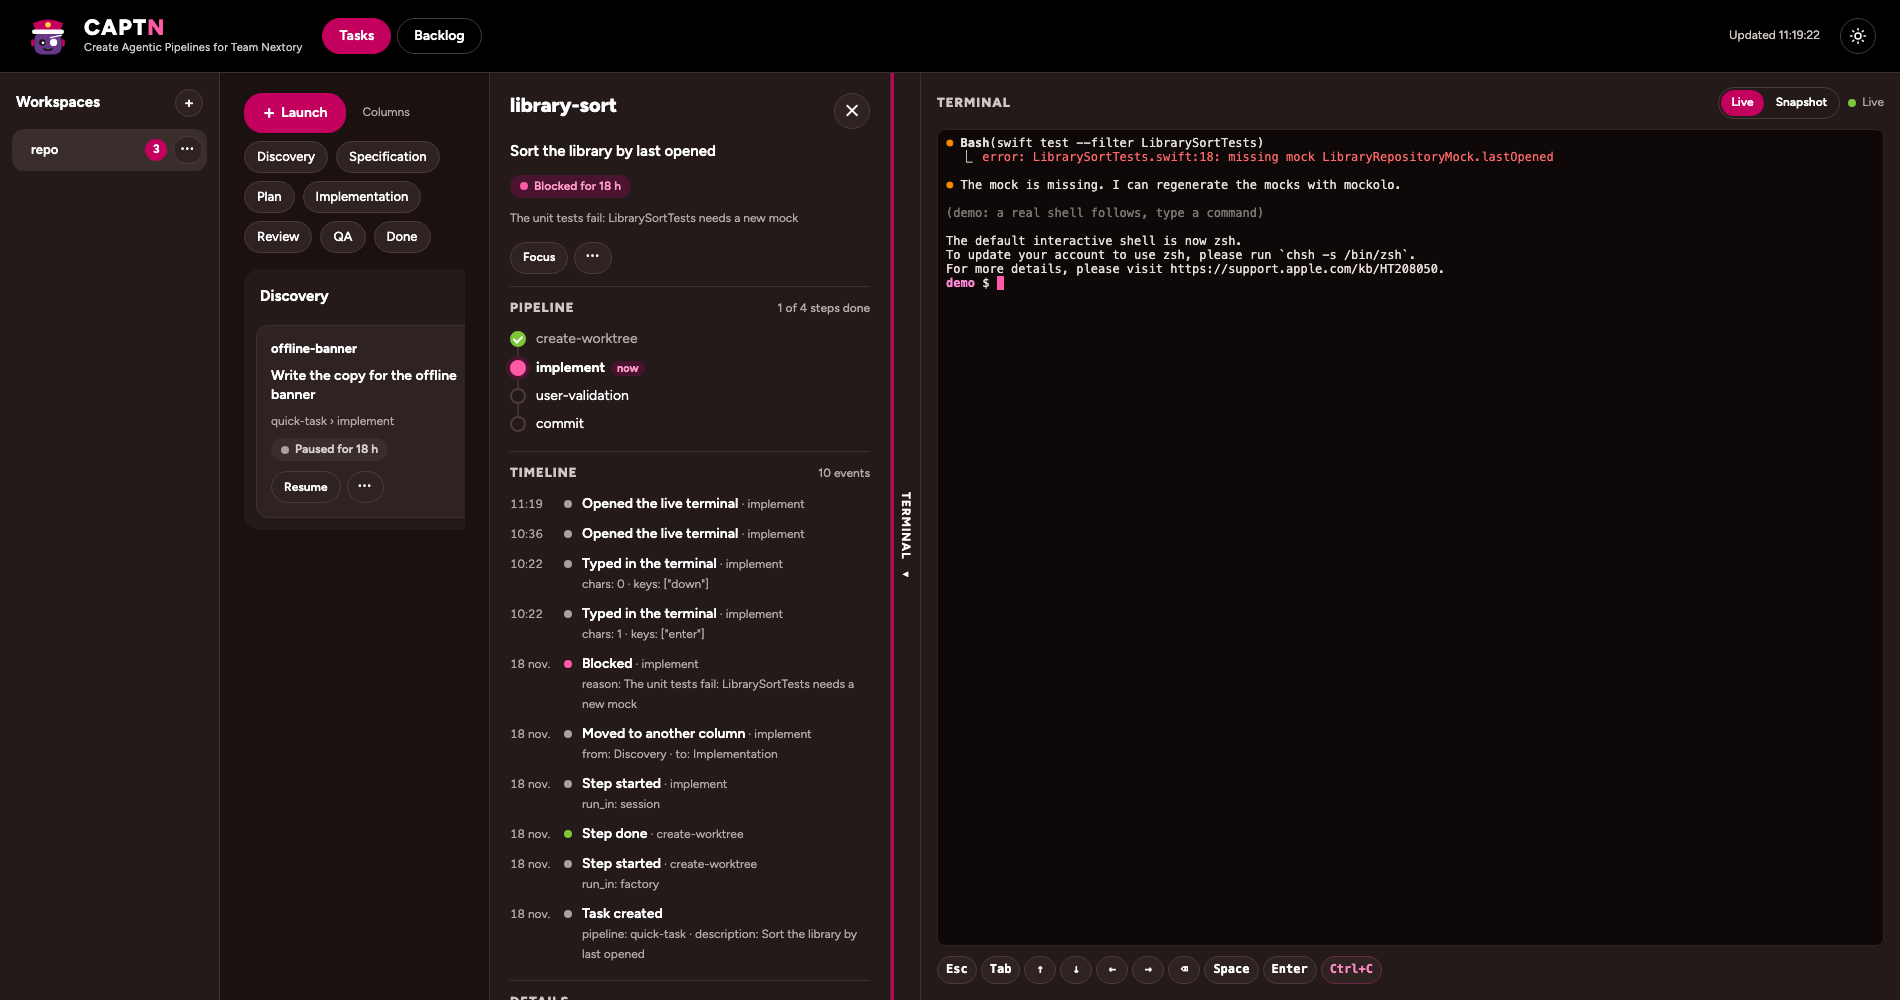 CAPTN
Create Agentic Pipelines for Team Nextory
Tasks
Backlog
Updated 11:19:22
Workspaces
+
repo
3
+ Launch
Columns
Discovery
Specification
Plan
Implementation
Review
QA
Done
Discovery
offline-banner
Write the copy for the offline
banner
quick-task › implement
Paused for 18 h
Resume
library-sort
Sort the library by last opened
Blocked for 18 h
The unit tests fail: LibrarySortTests needs a new mock
Focus
PIPELINE
1 of 4 steps done
create-worktree
implement now
user-validation
commit
TIMELINE
10 events
11:19 Opened the live terminal · implement
10:36 Opened the live terminal · implement
10:22 Typed in the terminal · implement
chars: 0 · keys: ["down"]
10:22 Typed in the terminal · implement
chars: 1 · keys: ["enter"]
18 nov. Blocked · implement
reason: The unit tests fail: LibrarySortTests needs a
new mock
18 nov. Moved to another column · implement
from: Discovery · to: Implementation
18 nov. Step started · implement
run_in: session
18 nov. Step done · create-worktree
18 nov. Step started · create-worktree
run_in: factory
18 nov. Task created
pipeline: quick-task · description: Sort the library by
last opened
DETAILS
TERMINAL
TERMINAL
Live
Snapshot
Live
Bash(swift test --filter LibrarySortTests)
error: LibrarySortTests.swift:18: missing mock LibraryRepositoryMock.lastOpened
The mock is missing. I can regenerate the mocks with mockolo.
(demo: a real shell follows, type a command)
The default interactive shell is now zsh.
To update your account to use zsh, please run `chsh -s /bin/zsh`.
For more details, please visit https://support.apple.com/kb/HT208050.
demo $
Esc Tab ↑ ↓ ← → ⌫ Space Enter Ctrl+C